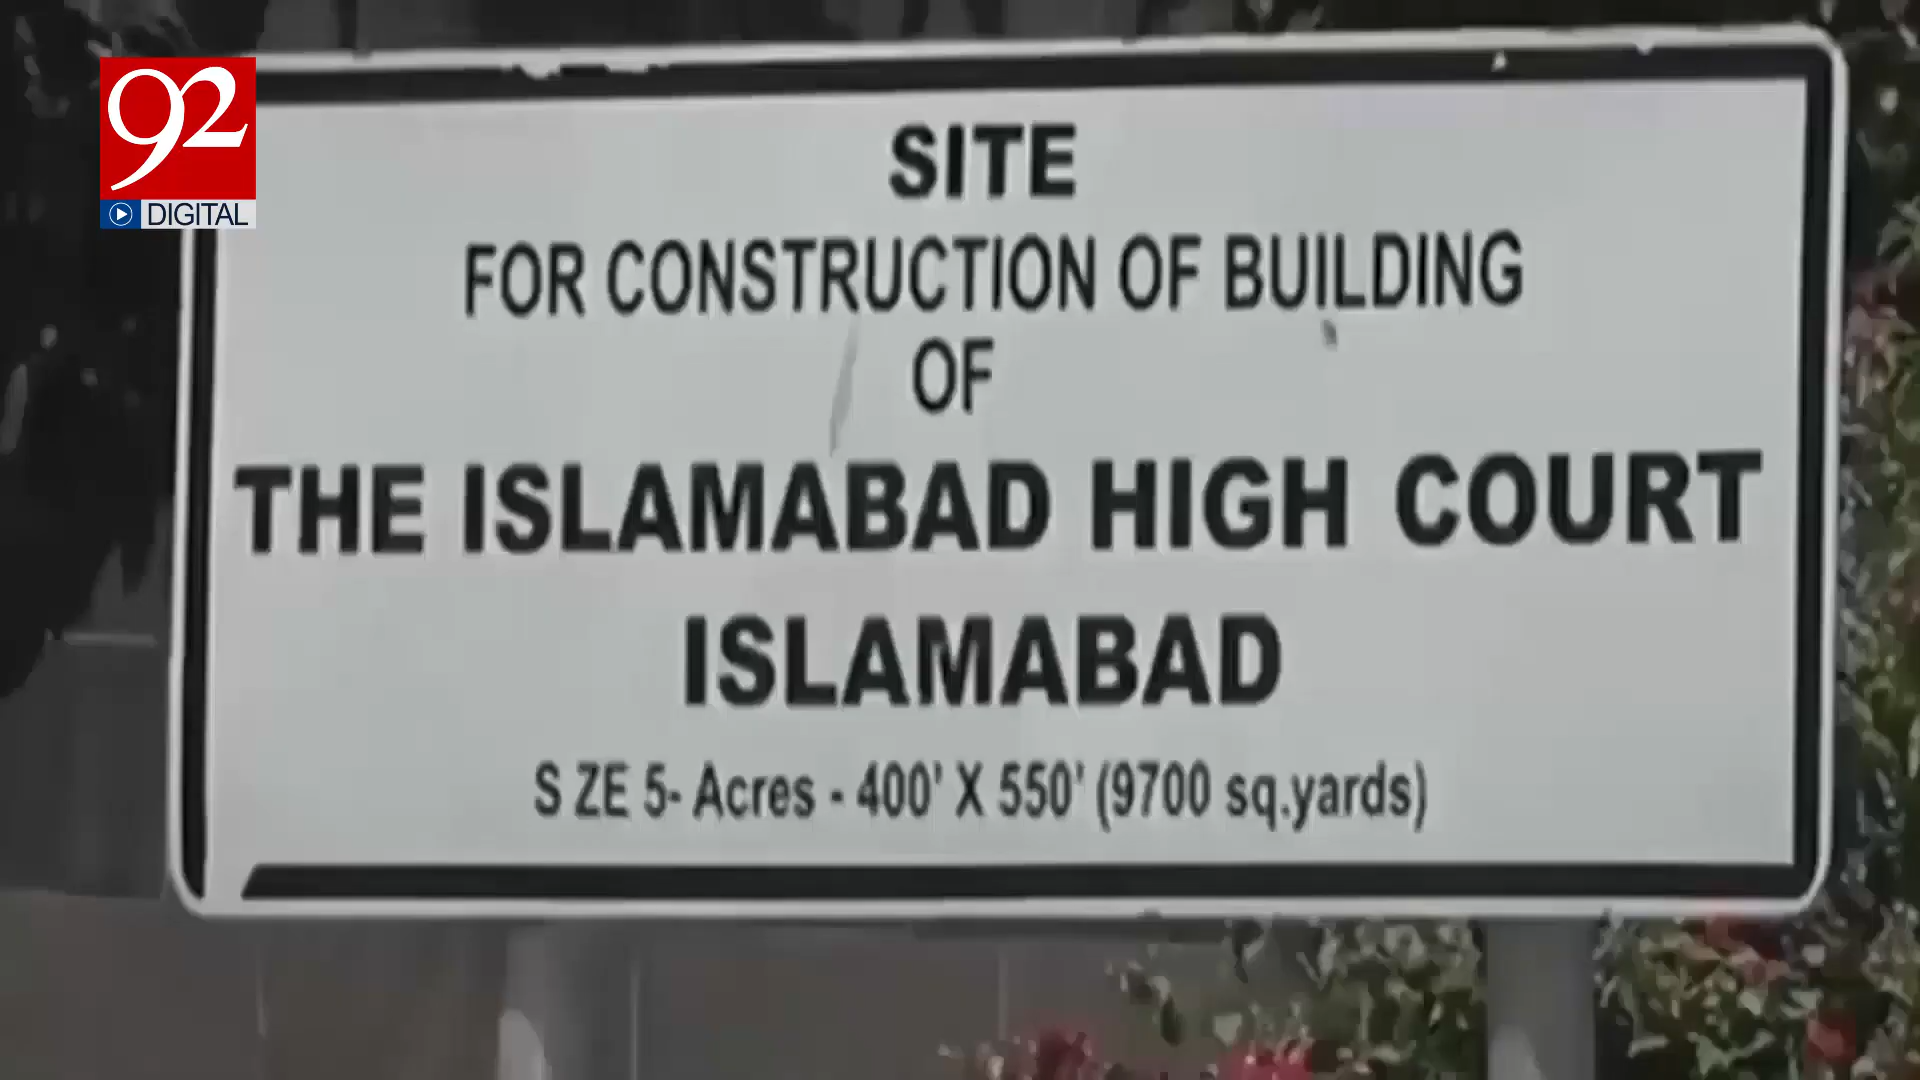 92
DIGITAL
SITE
FOR CONSTRUCTION OF BUILDING
OF
THE ISLAMABAD HIGH COURT
ISLAMABAD
S ZE 5- Acres - 400' X 550' (9700 sq.yards)